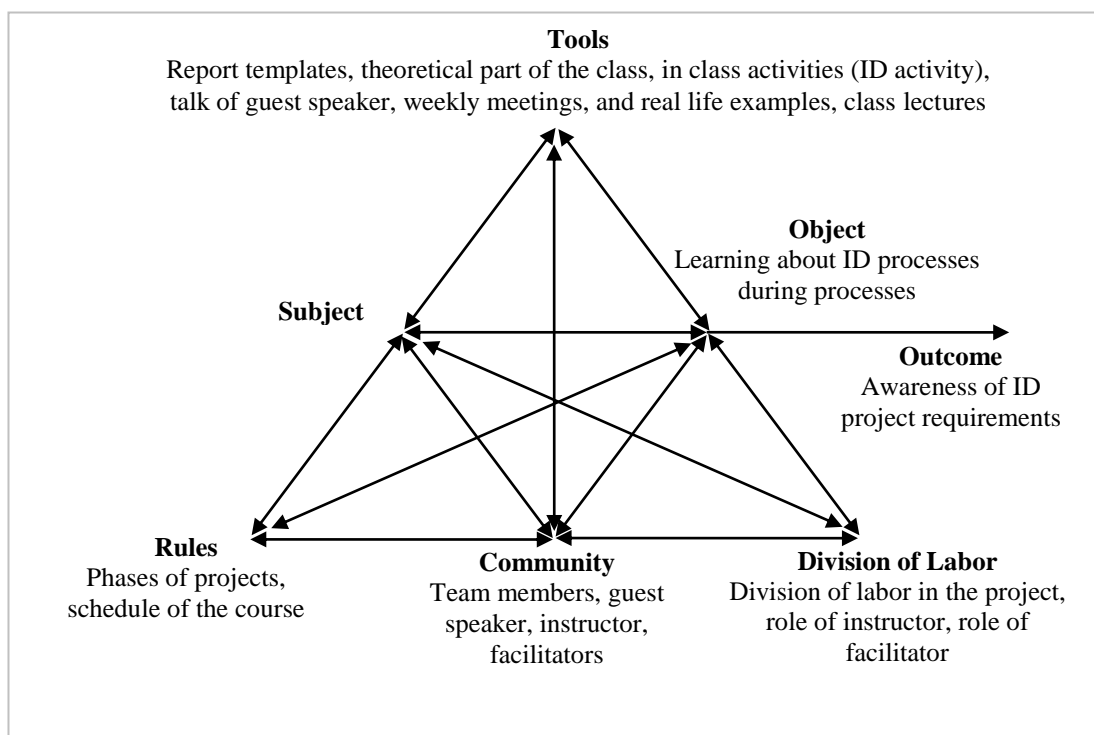 Tools
Report templates, theoretical part of the class, in class activities (ID activity),
talk of guest speaker, weekly meetings, and real life examples, class lectures
Object
Learning about ID processes
during processes
Subject
Outcome
Awareness of ID
project requirements
Rules
Phases of projects,
schedule of the course
Community
Team members, guest
speaker, instructor,
facilitators
Division of Labor
Division of labor in the project,
role of instructor, role of
facilitator